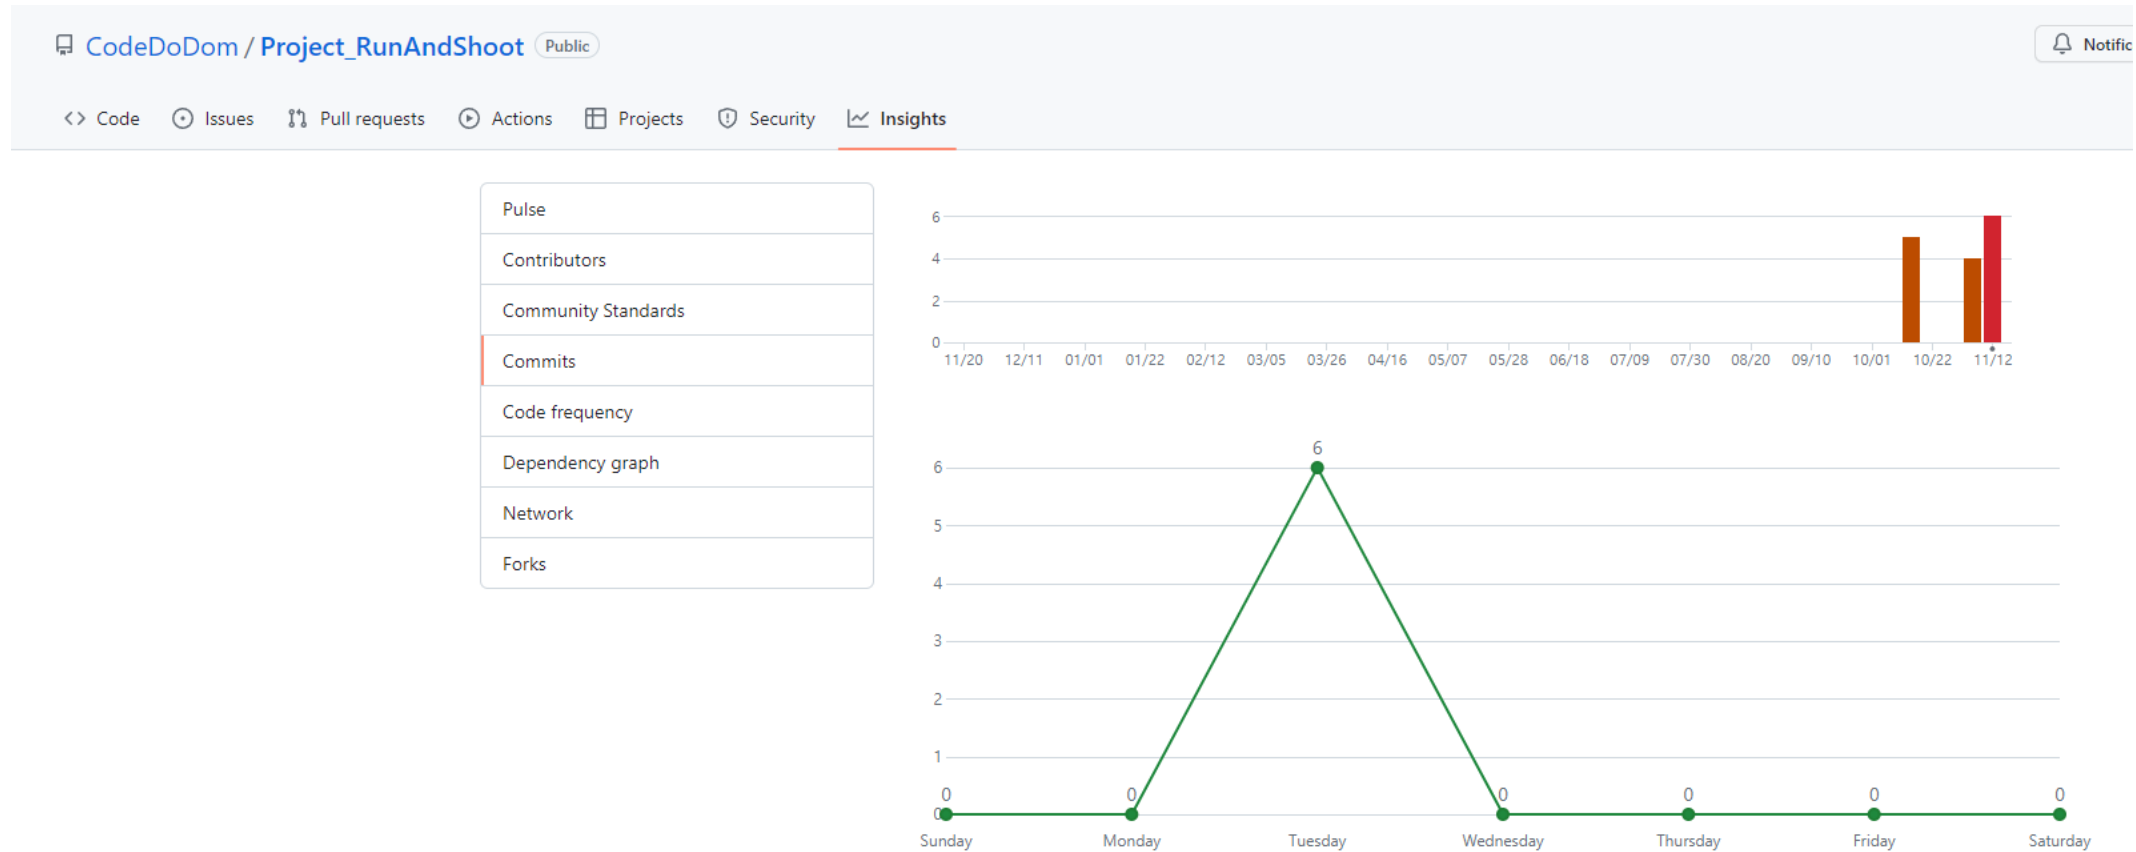 CodeDoDom / Project_RunAndShoot Public
Notific
Code Issues Pull requests Actions Projects Security Insights
Pulse
Contributors
Community Standards
Commits
Code frequency
Dependency graph
Network
Forks
6
4
2
0
11/20 12/11 01/01 01/22 02/12 03/05 03/26 04/16 05/07 05/28 06/18 07/09 07/30 08/20 09/10 10/01 10/22 11/12
6
6
5
4
3
2
1
0 0 0 0 0 0
0
Sunday Monday Tuesday Wednesday Thursday Friday Saturday